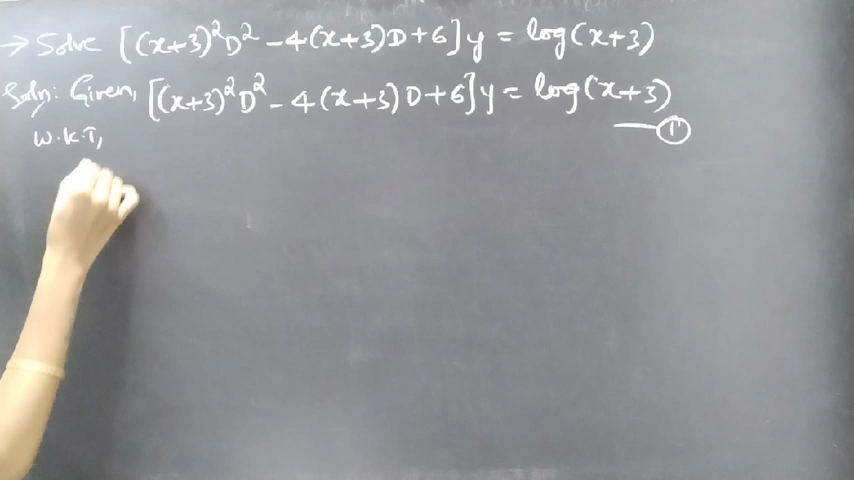 → Solve [(x+3)²D² - 4(x+3)D + 6]y = log(x+3)
Soln: Given, [(x+3)²D² - 4(x+3)D + 6]y = log(x+3)
— ①
W.K.T,